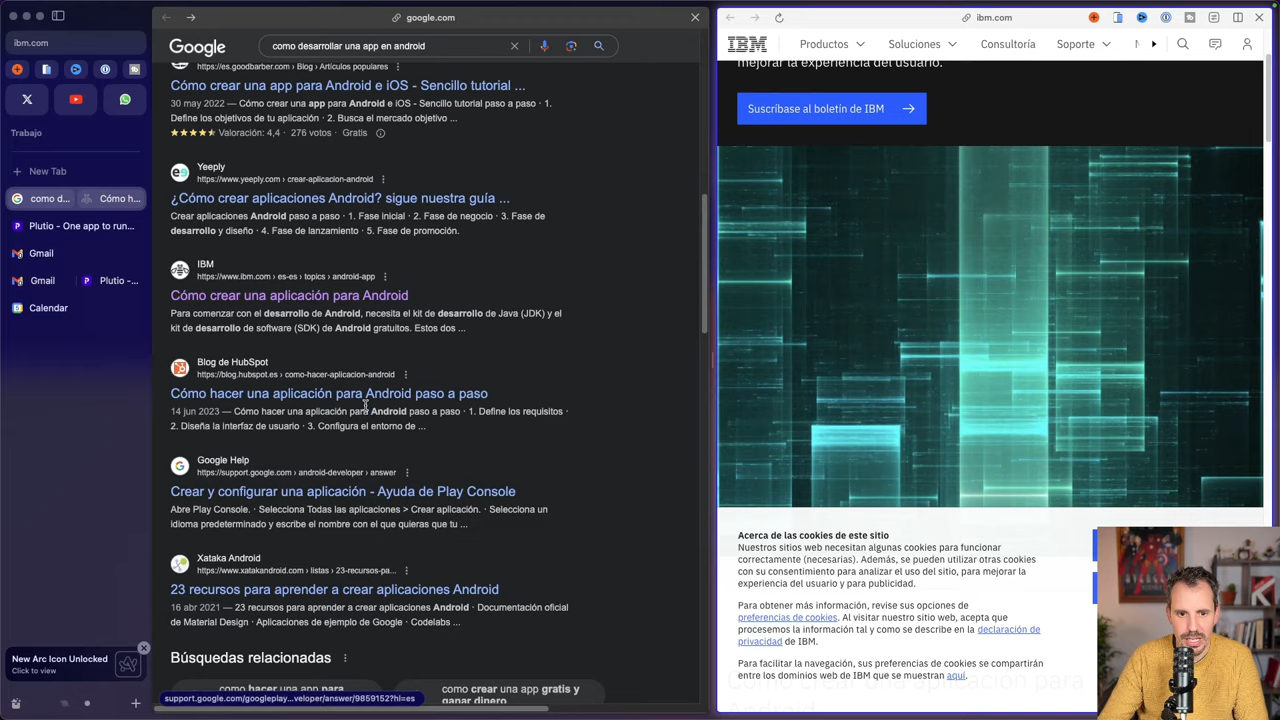 ibm.com
Trabajo
New Tab
como d...
Cómo h...
Plutio - One app to run...
Gmail
Gmail
Plutio -...
Calendar
New Arc Icon Unlocked
Click to view
google.com
Google
como desarrollar una app en android
https://es.goodbarber.com › Blog › Artículos populares
Cómo crear una app para Android e iOS - Sencillo tutorial ...
30 may 2022 — Cómo crear una app para Android e iOS - Sencillo tutorial paso a paso · 1.
Define los objetivos de tu aplicación · 2. Busca el mercado objetivo ...
Valoración: 4,4 · 276 votos · Gratis
Yeeply
https://www.yeeply.com › crear-aplicacion-android
¿Cómo crear aplicaciones Android? sigue nuestra guía ...
Crear aplicaciones Android paso a paso · 1. Fase inicial · 2. Fase de negocio · 3. Fase de
desarrollo y diseño · 4. Fase de lanzamiento · 5. Fase de promoción.
IBM
https://www.ibm.com › es-es › topics › android-app
Cómo crear una aplicación para Android
Para comenzar con el desarrollo de Android, necesita el kit de desarrollo de Java (JDK) y el
kit de desarrollo de software (SDK) de Android gratuitos. Estos dos ...
Blog de HubSpot
https://blog.hubspot.es › como-hacer-aplicacion-android
Cómo hacer una aplicación para Android paso a paso
14 jun 2023 — Cómo hacer una aplicación para Android paso a paso · 1. Define los requisitos ·
2. Diseña la interfaz de usuario · 3. Configura el entorno de ...
Google Help
https://support.google.com › android-developer › answer
Crear y configurar una aplicación - Ayuda de Play Console
Abre Play Console. · Selecciona Todas las aplicaciones > Crear aplicación. · Selecciona un
idioma predeterminado y escribe el nombre con el que quieras que tu ...
Xataka Android
https://www.xatakandroid.com › listas › 23-recursos-pa...
23 recursos para aprender a crear aplicaciones Android
16 abr 2021 — 23 recursos para aprender a crear aplicaciones Android · Documentación oficial
de Material Design · Aplicaciones de ejemplo de Google · Codelabs ...
Búsquedas relacionadas
como hacer una app para
como crear una app gratis y
ganar dinero
support.google.com/googleplay...veloper/answer/9859152?hl=es
ibm.com
IBM
Productos
Soluciones
Consultoría
Soporte
mejorar la experiencia del usuario.
Suscríbase al boletín de IBM
Acerca de las cookies de este sitio
Nuestros sitios web necesitan algunas cookies para funcionar
correctamente (necesarias). Además, se pueden utilizar otras cookies
con su consentimiento para analizar el uso del sitio, para mejorar la
experiencia del usuario y para publicidad.
Para obtener más información, revise sus opciones de
preferencias de cookies. Al visitar nuestro sitio web, acepta que
procesemos la información tal y como se describe en la declaración de
privacidad de IBM.
Para facilitar la navegación, sus preferencias de cookies se compartirán
entre los dominios web de IBM que se muestran aquí.
Cómo crear una aplicación para
Android